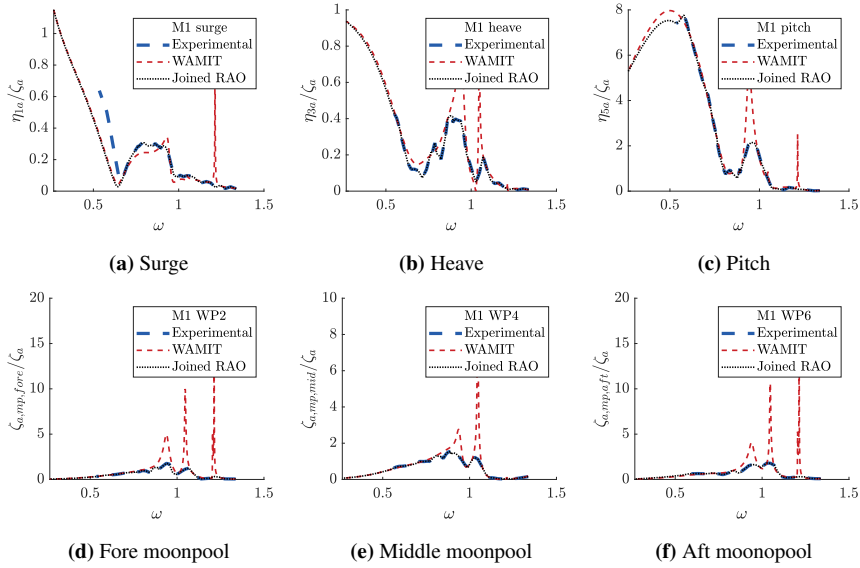 M1 surge
Experimental
WAMIT
Joined RAO
1
0.8
0.6
0.4
0.2
0
0.5
1
1.5
η1a/ζa
ω
(a) Surge
M1 heave
Experimental
WAMIT
Joined RAO
1
0.8
0.6
0.4
0.2
0
0.5
1
1.5
η3a/ζa
ω
(b) Heave
M1 pitch
Experimental
WAMIT
Joined RAO
8
6
4
2
0
0.5
1
1.5
η5a/ζa
ω
(c) Pitch
M1 WP2
Experimental
WAMIT
Joined RAO
20
15
10
5
0
0.5
1
1.5
ζa,mp,fore/ζa
ω
(d) Fore moonpool
M1 WP4
Experimental
WAMIT
Joined RAO
10
8
6
4
2
0
0.5
1
1.5
ζa,mp,mid/ζa
ω
(e) Middle moonpool
M1 WP6
Experimental
WAMIT
Joined RAO
20
15
10
5
0
0.5
1
1.5
ζa,mp,aft/ζa
ω
(f) Aft moonopool